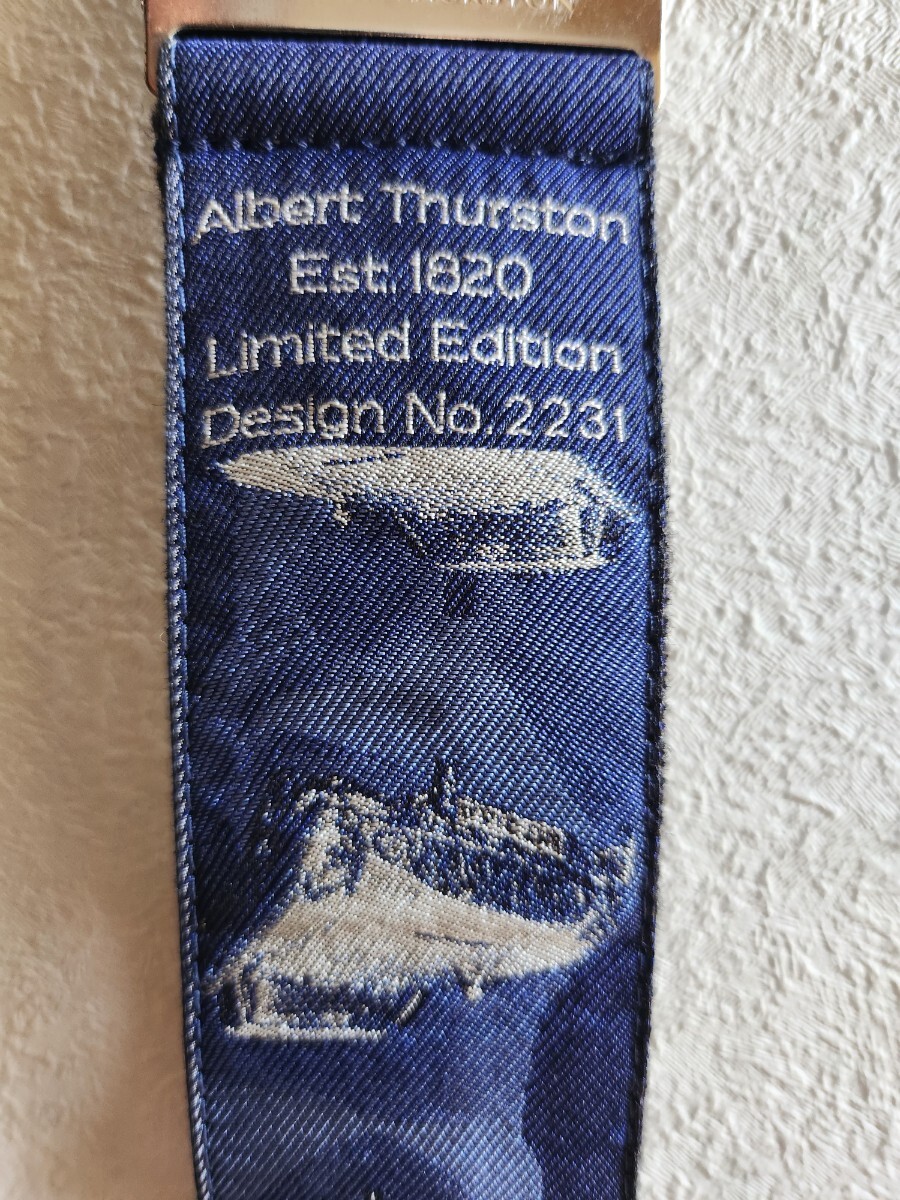 Albert Thurston
Est. 1820
Limited Edition
Design No. 2231